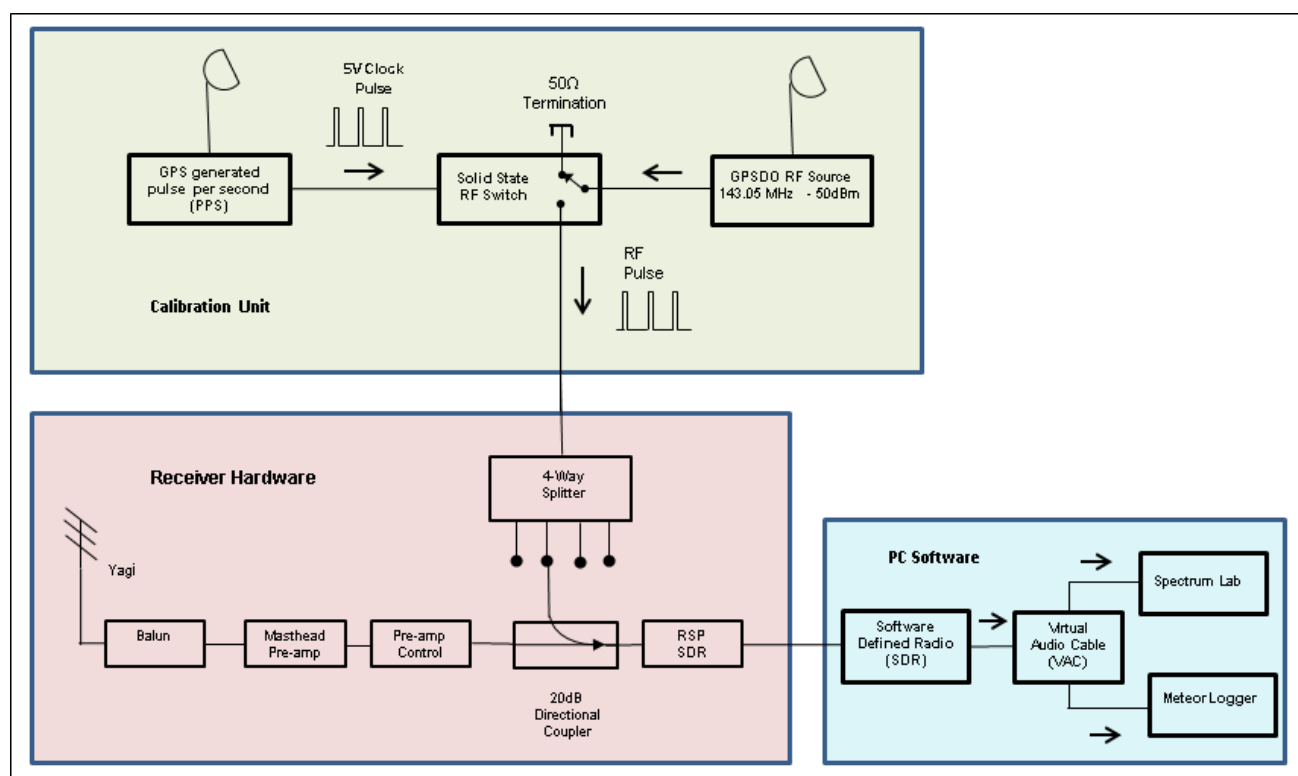 5V Clock
Pulse
50Ω
Termination
GPS generated
pulse per second
(PPS)
Solid State
RF Switch
GPSDO RF Source
143.05 MHz - 50dBm
RF
Pulse
Calibration Unit
Receiver Hardware
4-Way
Splitter
Yagi
Balun
Masthead
Pre-amp
Pre-amp
Control
RSP
SDR
20dB
Directional
Coupler
PC Software
Spectrum Lab
Software
Defined Radio
(SDR)
Virtual
Audio Cable
(VAC)
Meteor Logger